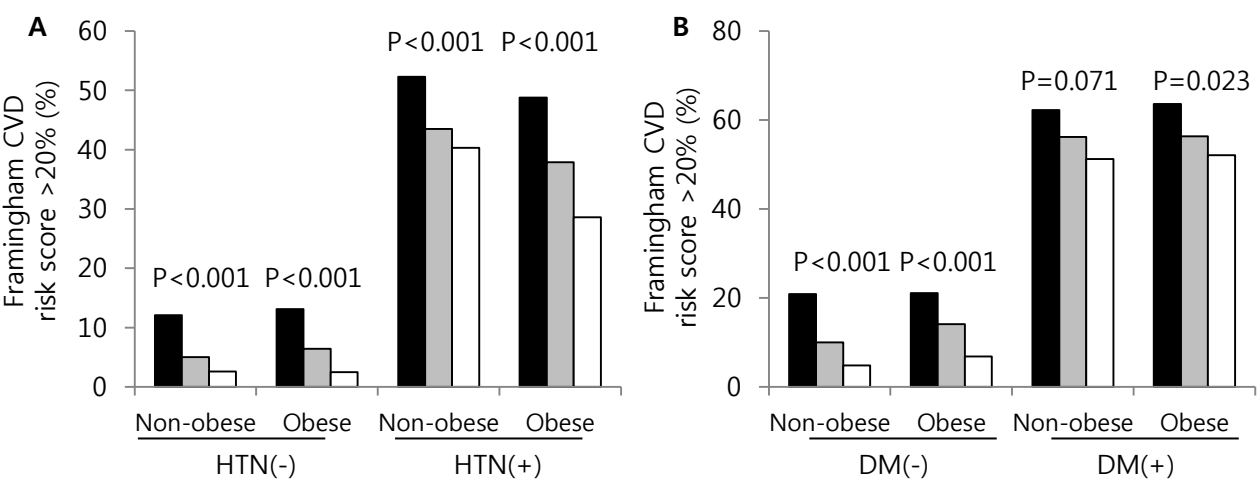 A
Framingham CVD
risk score >20% (%)
60
50
40
30
20
10
0
P<0.001 P<0.001
P<0.001 P<0.001
Non-obese Obese Non-obese Obese
HTN(-) HTN(+)
B
Framingham CVD
risk score >20% (%)
80
60
40
20
0
P=0.071 P=0.023
P<0.001 P<0.001
Non-obese Obese Non-obese Obese
DM(-) DM(+)